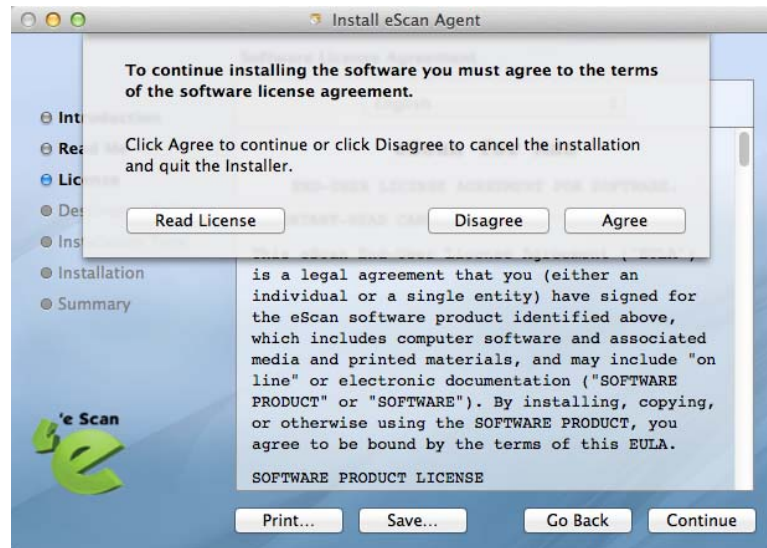 Install eScan Agent
To continue installing the software you must agree to the terms
of the software license agreement.
Click Agree to continue or click Disagree to cancel the installation
and quit the Installer.
Read License
Disagree
Agree
Int
Rea
Lic
Des
Ins
Installation
Summary
'e Scan
This eScan End User License Agreement ('EULA')
is a legal agreement that you (either an
individual or a single entity) have signed for
the eScan software product identified above,
which includes computer software and associated
media and printed materials, and may include "on
line" or electronic documentation ("SOFTWARE
PRODUCT" or "SOFTWARE"). By installing, copying,
or otherwise using the SOFTWARE PRODUCT, you
agree to be bound by the terms of this EULA.
SOFTWARE PRODUCT LICENSE
Print...
Save...
Go Back
Continue